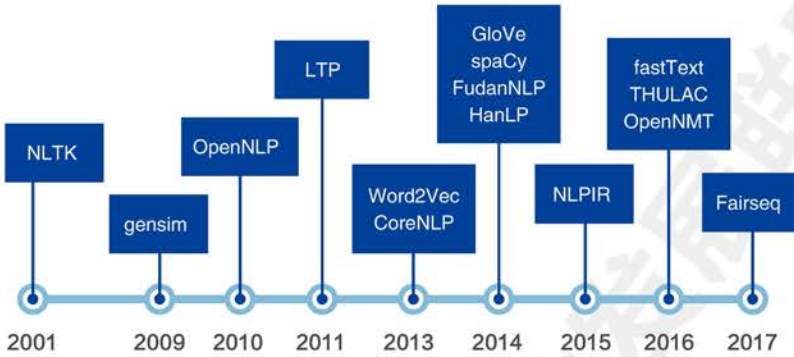 NLTK
gensim
OpenNLP
LTP
Word2Vec
CoreNLP
GloVe
spaCy
FudanNLP
HanLP
NLPIR
fastText
THULAC
OpenNMT
Fairseq
2001 2009 2010 2011 2013 2014 2015 2016 2017